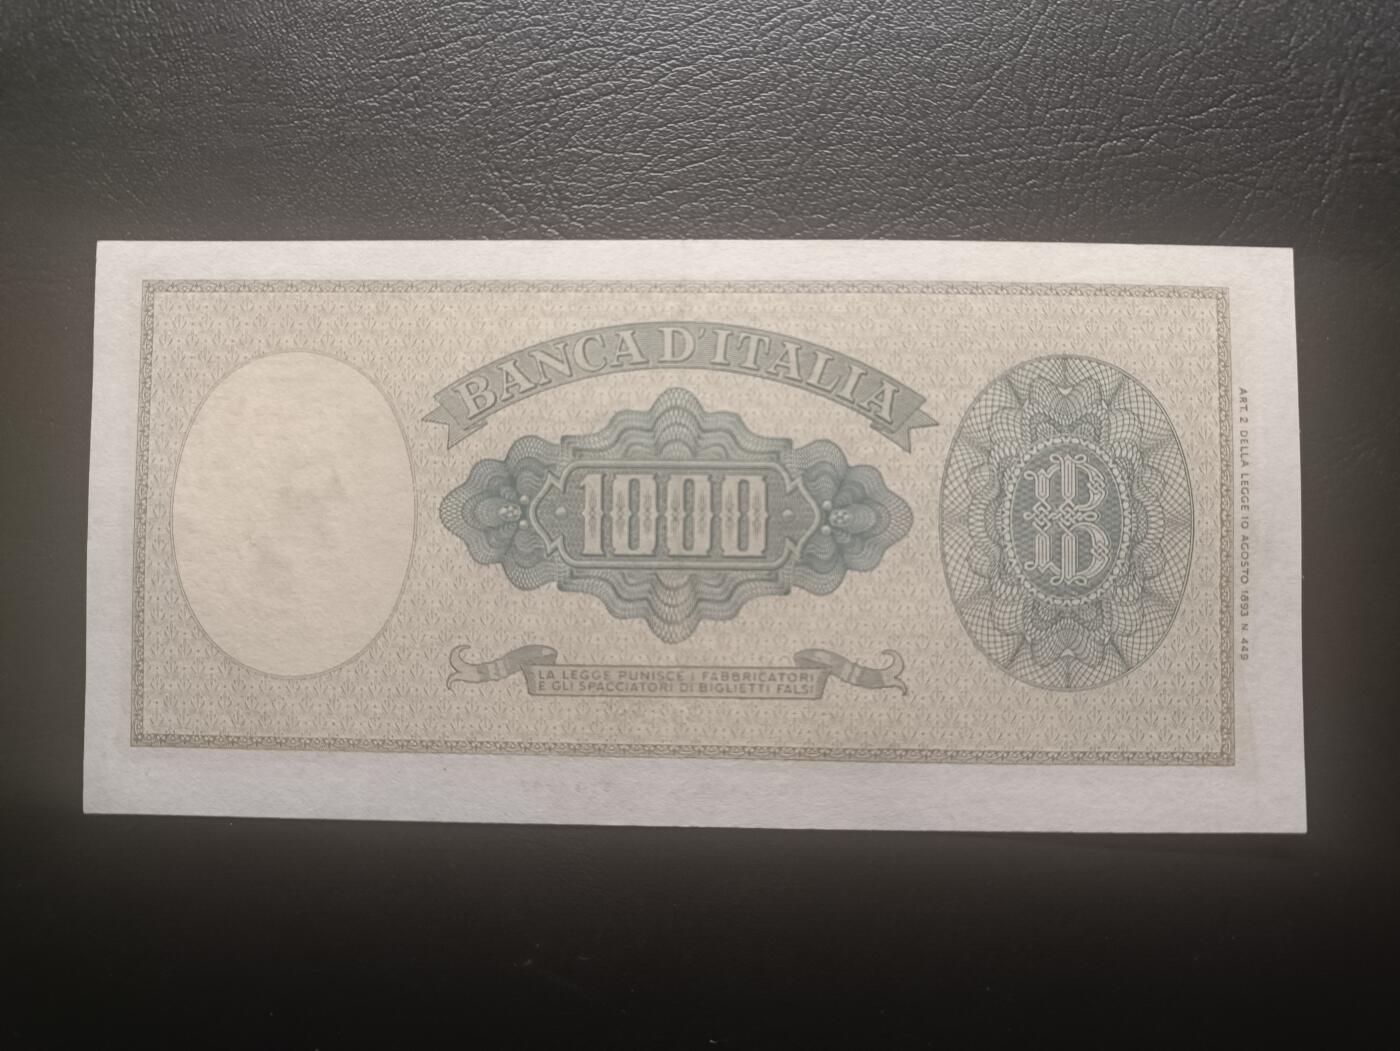 BANCA D'ITALIA
1000
LA LEGGE PUNISCE I FABBRICATORI
E GLI SPACCIATORI DI BIGLIETTI FALSI
ART. 2 DELLA LEGGE 10 AGOSTO 1893 N. 449